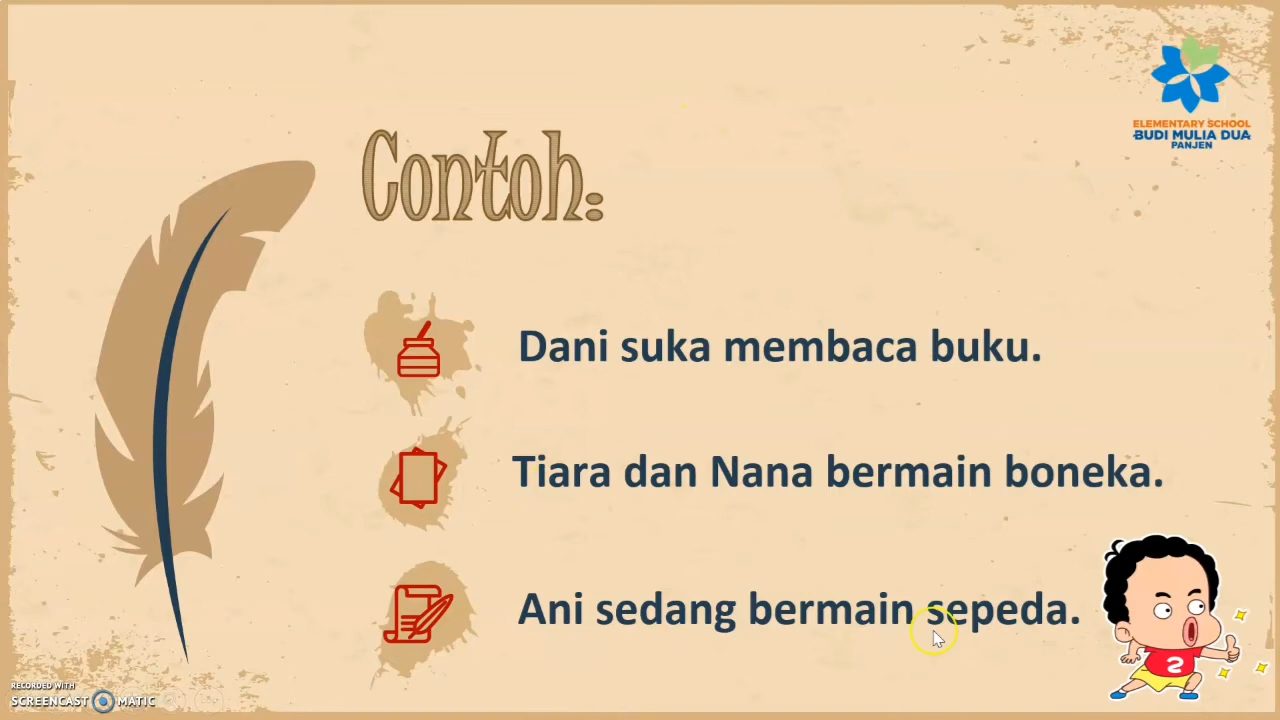 ELEMENTARY SCHOOL
BUDI MULIA DUA
PANJEN
Contoh:
Dani suka membaca buku.
Tiara dan Nana bermain boneka.
Ani sedang bermain sepeda.
2
RECORDED WITH
SCREENCAST MATIC